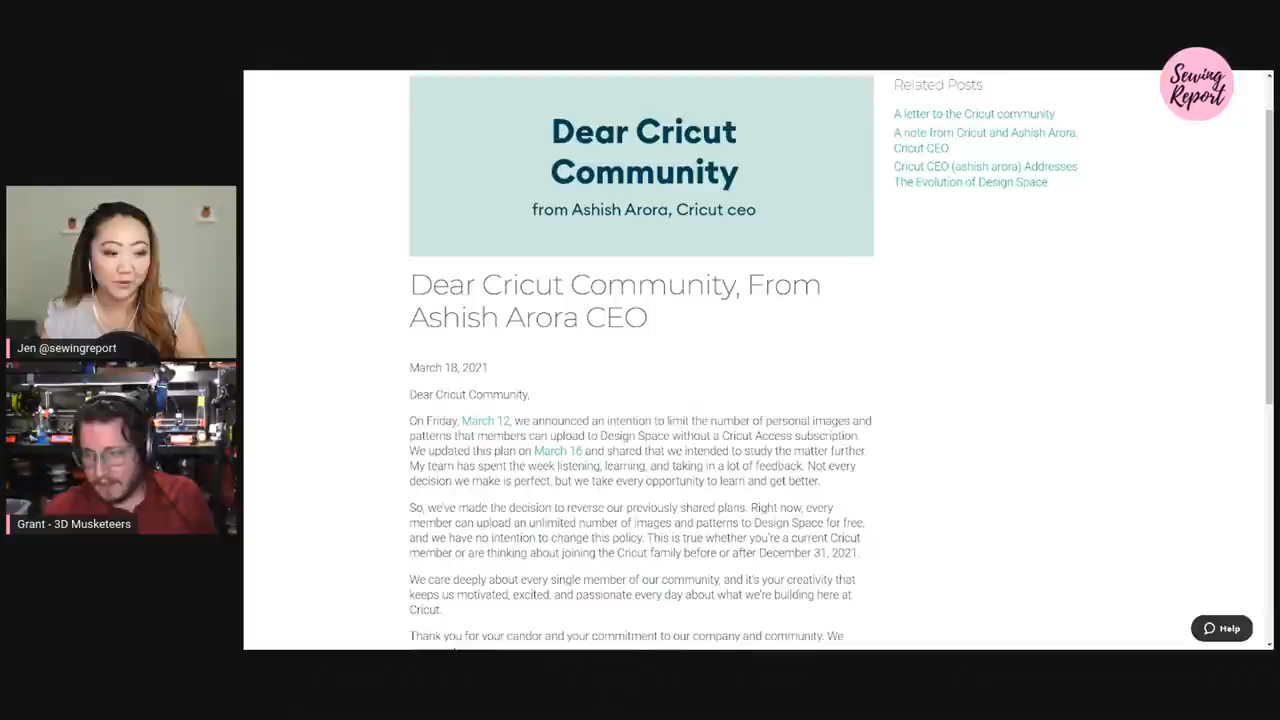 Sewing
Report
Dear Cricut
Community
from Ashish Arora, Cricut ceo
Related Posts
A letter to the Cricut community
A note from Cricut and Ashish Arora,
Cricut CEO
Cricut CEO (ashish arora) Addresses
The Evolution of Design Space
Dear Cricut Community, From
Ashish Arora CEO
March 18, 2021
Dear Cricut Community,
On Friday, March 12, we announced an intention to limit the number of personal images and
patterns that members can upload to Design Space without a Cricut Access subscription.
We updated this plan on March 16 and shared that we intended to study the matter further.
My team has spent the week listening, learning, and taking in a lot of feedback. Not every
decision we make is perfect, but we take every opportunity to learn and get better.
So, we've made the decision to reverse our previously shared plans. Right now, every
member can upload an unlimited number of images and patterns to Design Space for free,
and we have no intention to change this policy. This is true whether you're a current Cricut
member or are thinking about joining the Cricut family before or after December 31, 2021.
We care deeply about every single member of our community, and it's your creativity that
keeps us motivated, excited, and passionate every day about what we're building here at
Cricut.
Thank you for your candor and your commitment to our company and community. We
Jen @sewingreport
Grant - 3D Musketeers
Help